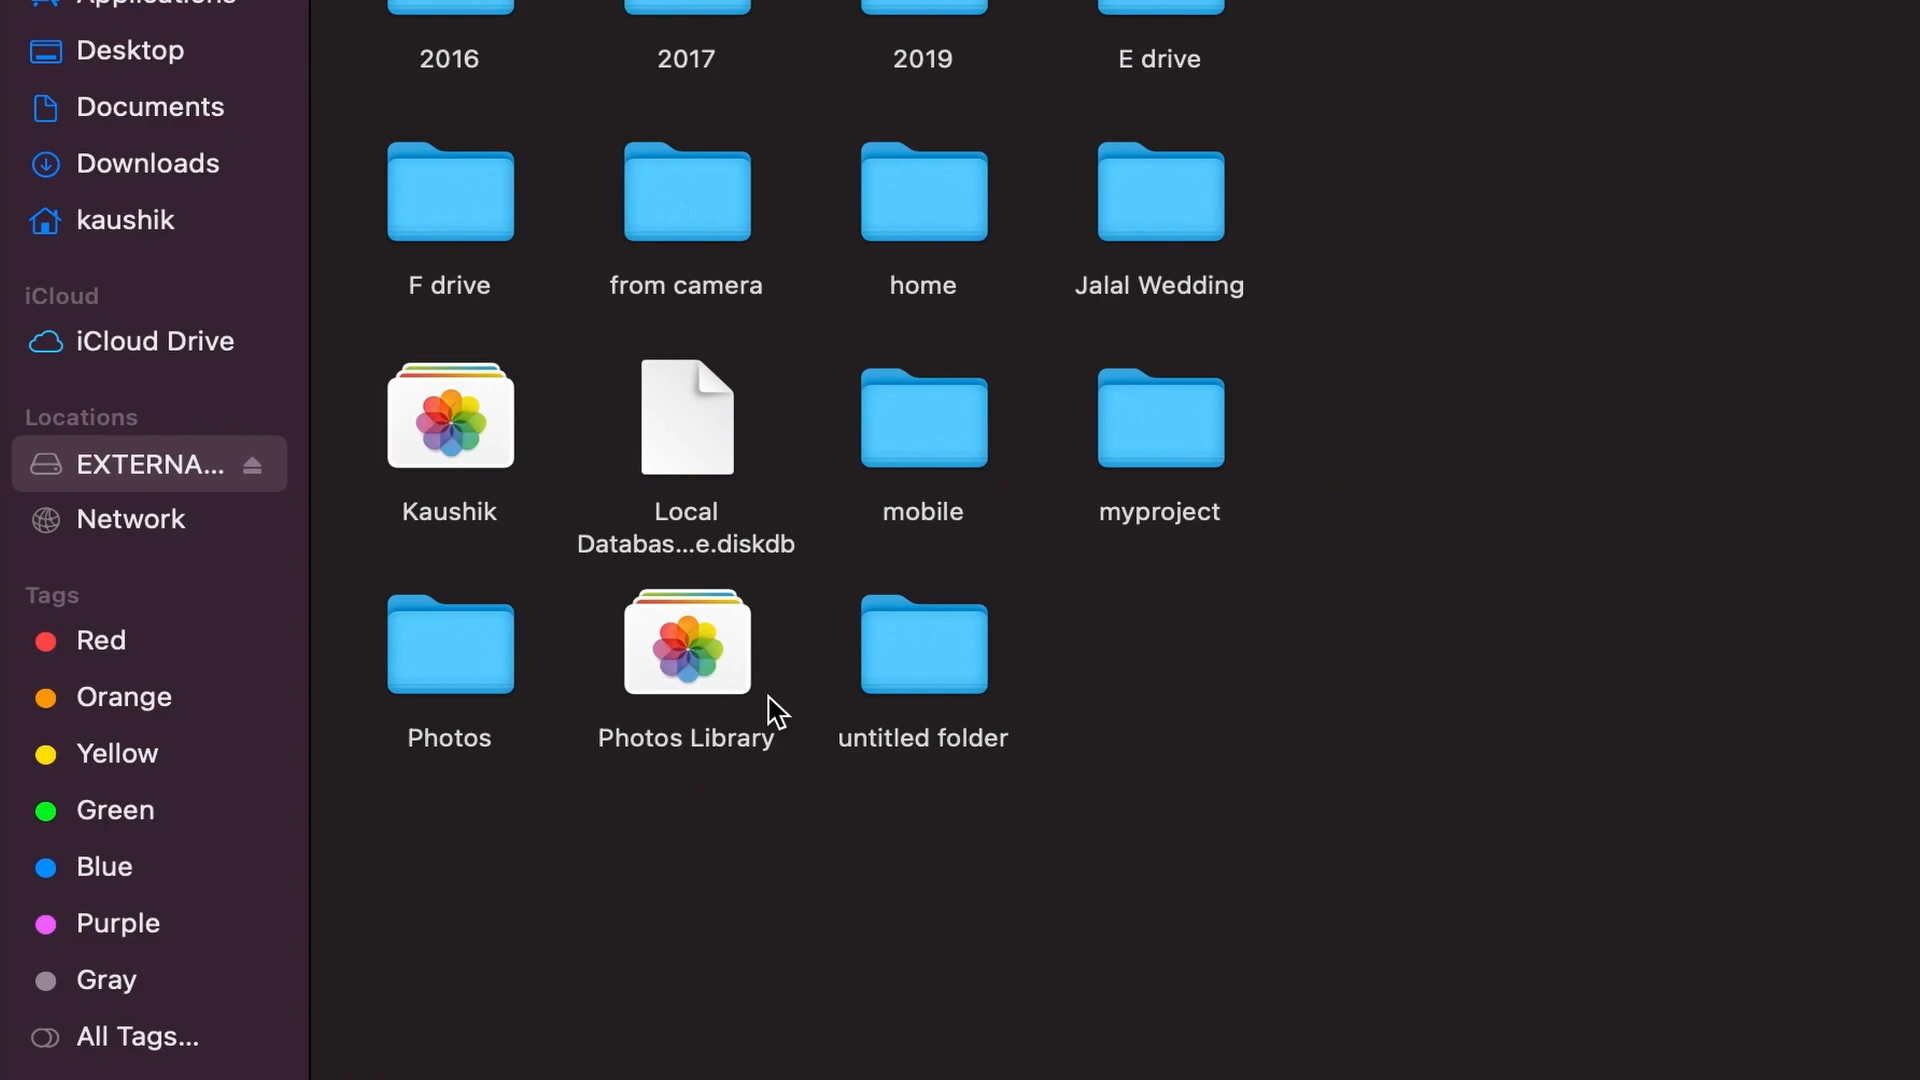 Applications
Desktop
Documents
Downloads
kaushik
iCloud
iCloud Drive
Locations
EXTERNA...
Network
Tags
Red
Orange
Yellow
Green
Blue
Purple
Gray
All Tags...
2016
2017
2019
E drive
F drive
from camera
home
Jalal Wedding
Kaushik
Local
Databas...e.diskdb
mobile
myproject
Photos
Photos Library
untitled folder